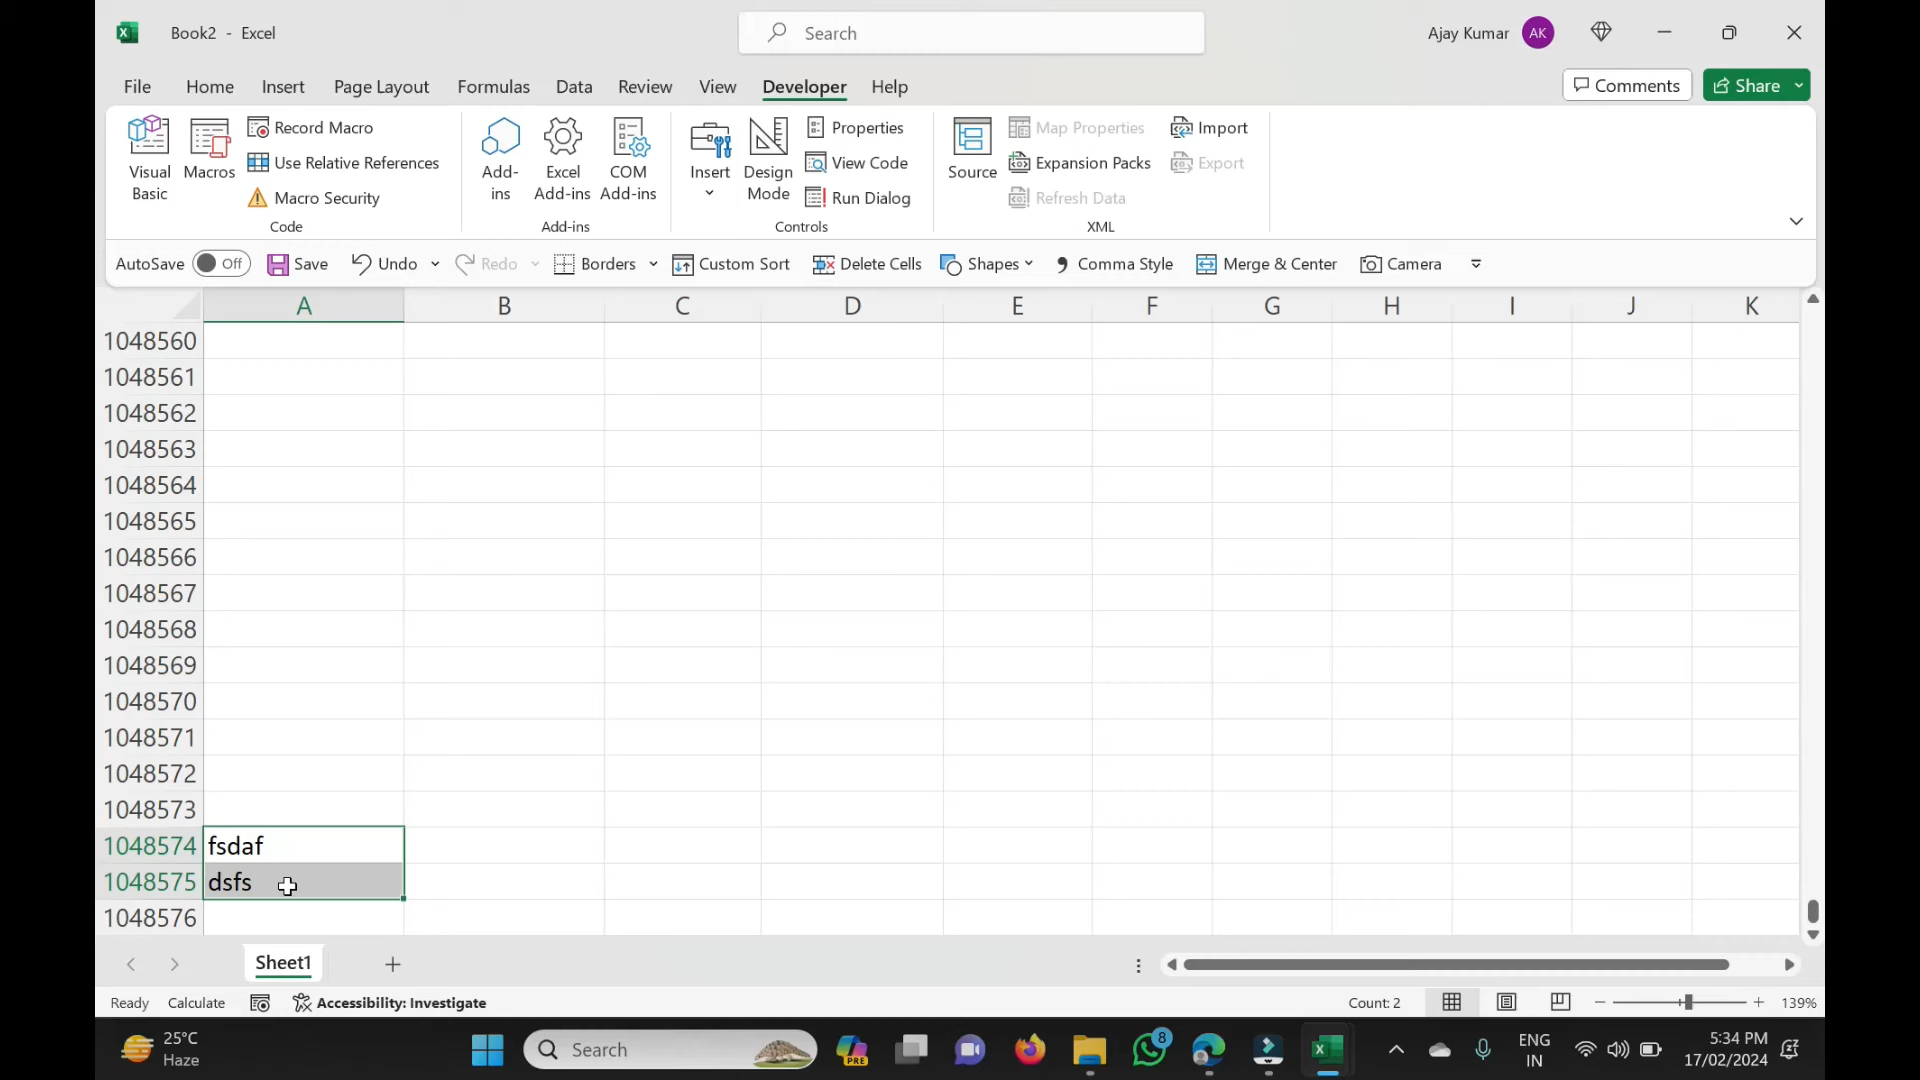 Book2 - Excel
Search
Ajay Kumar
AK
File Home Insert Page Layout Formulas Data Review View Developer Help
Comments
Share
Visual Basic
Macros
Record Macro
Use Relative References
Macro Security
Code
Add-ins
Excel Add-ins
COM Add-ins
Add-ins
Insert
Design Mode
Properties
View Code
Run Dialog
Controls
Source
Map Properties
Expansion Packs
Refresh Data
Import
Export
XML
AutoSave Off Save Undo Redo Borders Custom Sort Delete Cells Shapes Comma Style Merge & Center Camera
A B C D E F G H I J K
1048560
1048561
1048562
1048563
1048564
1048565
1048566
1048567
1048568
1048569
1048570
1048571
1048572
1048573
1048574 fsdaf
1048575 dsfs
1048576
Sheet1
Ready Calculate Accessibility: Investigate Count: 2 139%
25°C
Haze
Search
PRE
8
ENG
IN
5:34 PM
17/02/2024